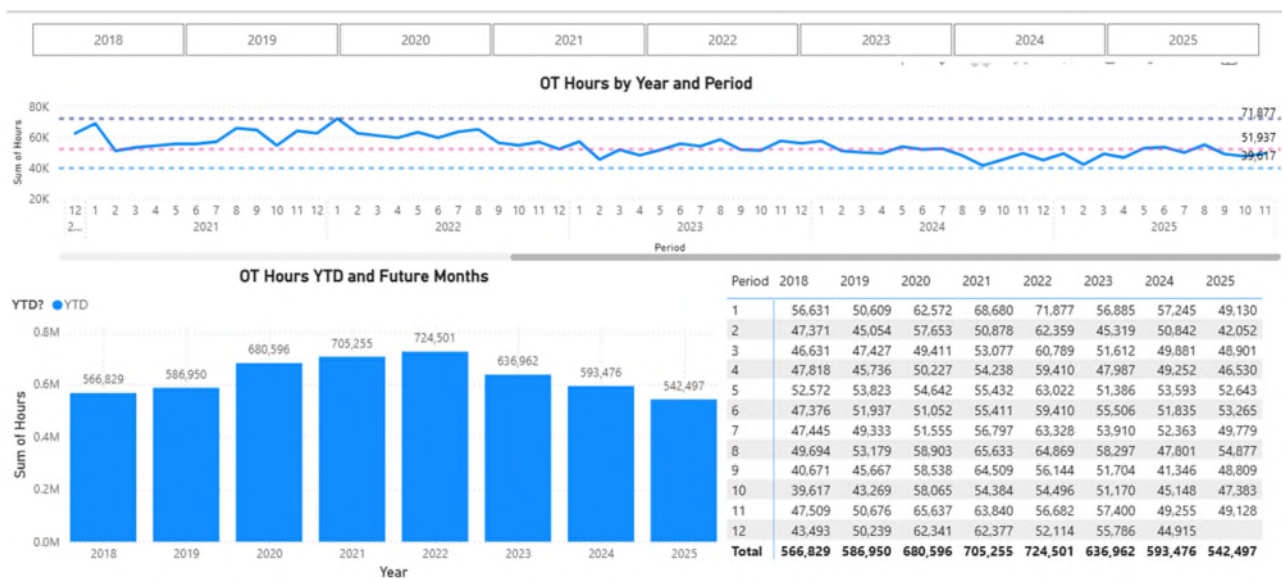 2018 2019 2020 2021 2022 2023 2024 2025
OT Hours by Year and Period
80K
60K
40K
20K
Sum of Hours
71,877
51,937
39,617
12 1 2 3 4 5 6 7 8 9 10 11 12 1 2 3 4 5 6 7 8 9 10 11 12 1 2 3 4 5 6 7 8 9 10 11 12 1 2 3 4 5 6 7 8 9 10 11 12 1 2 3 4 5 6 7 8 9 10 11
2... 2021 2022 2023 2024 2025
Period
OT Hours YTD and Future Months
YTD? YTD
0.8M
0.6M
0.4M
0.2M
0.0M
Sum of Hours
566,829 586,950 680,596 705,255 724,501 636,962 593,476 542,497
2018 2019 2020 2021 2022 2023 2024 2025
Year
Period 2018 2019 2020 2021 2022 2023 2024 2025
1 56,631 50,609 62,572 68,680 71,877 56,885 57,245 49,130
2 47,371 45,054 57,653 50,878 62,359 45,319 50,842 42,052
3 46,631 47,427 49,411 53,077 60,789 51,612 49,881 48,901
4 47,818 45,736 50,227 54,238 59,410 47,987 49,252 46,530
5 52,572 53,823 54,642 55,432 63,022 51,386 53,593 52,643
6 47,376 51,937 51,052 55,411 59,410 55,506 51,835 53,265
7 47,445 49,333 51,555 56,797 63,328 53,910 52,363 49,779
8 49,694 53,179 58,903 65,633 64,869 58,297 47,801 54,877
9 40,671 45,667 58,538 64,509 56,144 51,704 41,346 48,809
10 39,617 43,269 58,065 54,384 54,496 51,170 45,148 47,383
11 47,509 50,676 65,637 63,840 56,682 57,400 49,255 49,128
12 43,493 50,239 62,341 62,377 52,114 55,786 44,915
Total 566,829 586,950 680,596 705,255 724,501 636,962 593,476 542,497